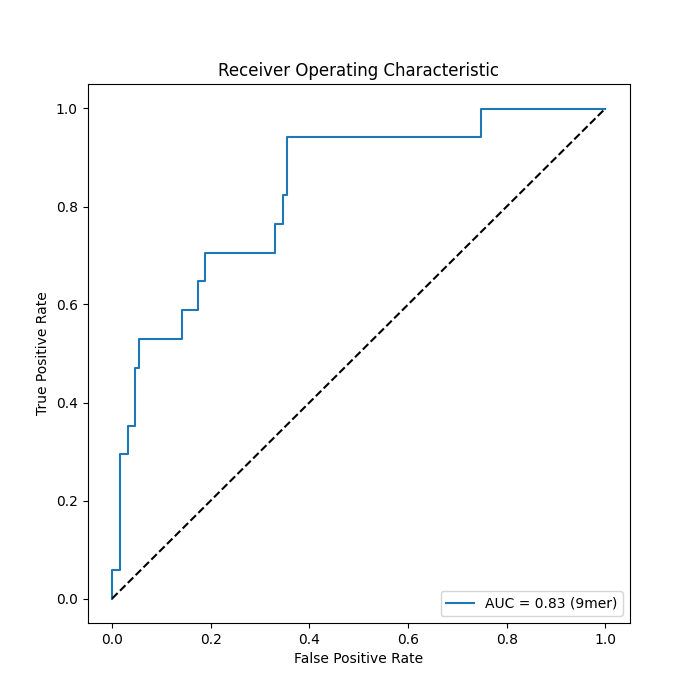 Receiver Operating Characteristic
True Positive Rate
1.0
0.8
0.6
0.4
0.2
0.0
0.0 0.2 0.4 0.6 0.8 1.0
False Positive Rate
AUC = 0.83 (9mer)